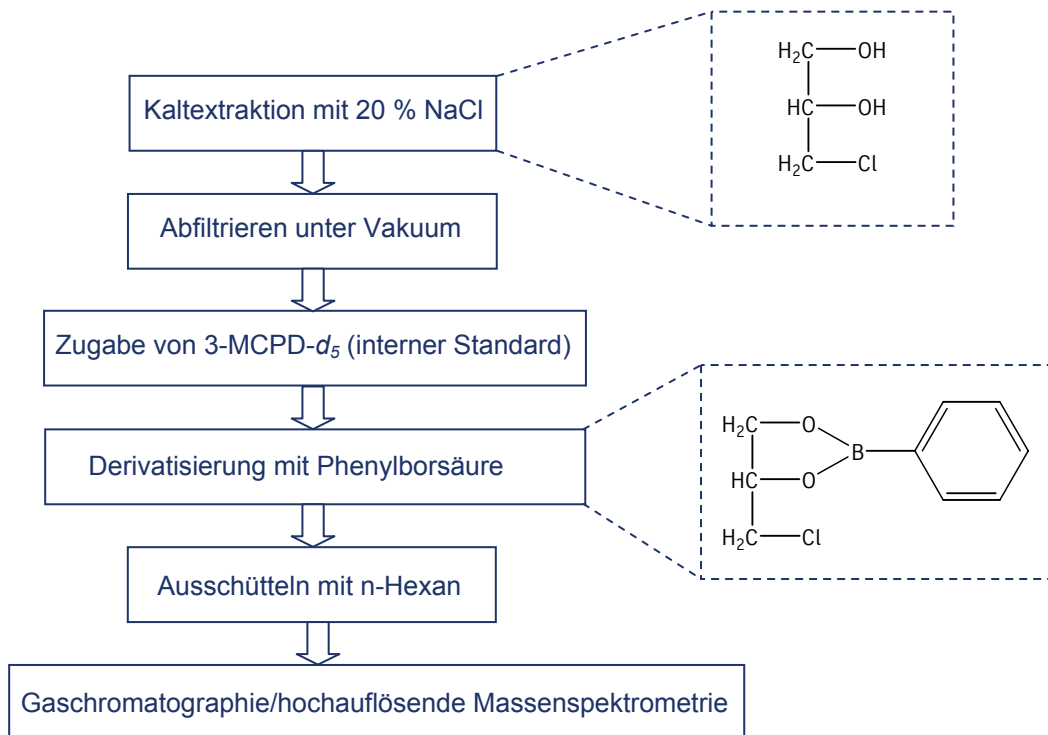 Kaltextraktion mit 20 % NaCl
H₂C—OH
HC—OH
H₂C—Cl
Abfiltrieren unter Vakuum
Zugabe von 3-MCPD-d₅ (interner Standard)
Derivatisierung mit Phenylborsäure
H₂C—O
B
HC—O
H₂C—Cl
Ausschütteln mit n-Hexan
Gaschromatographie/hochauflösende Massenspektrometrie